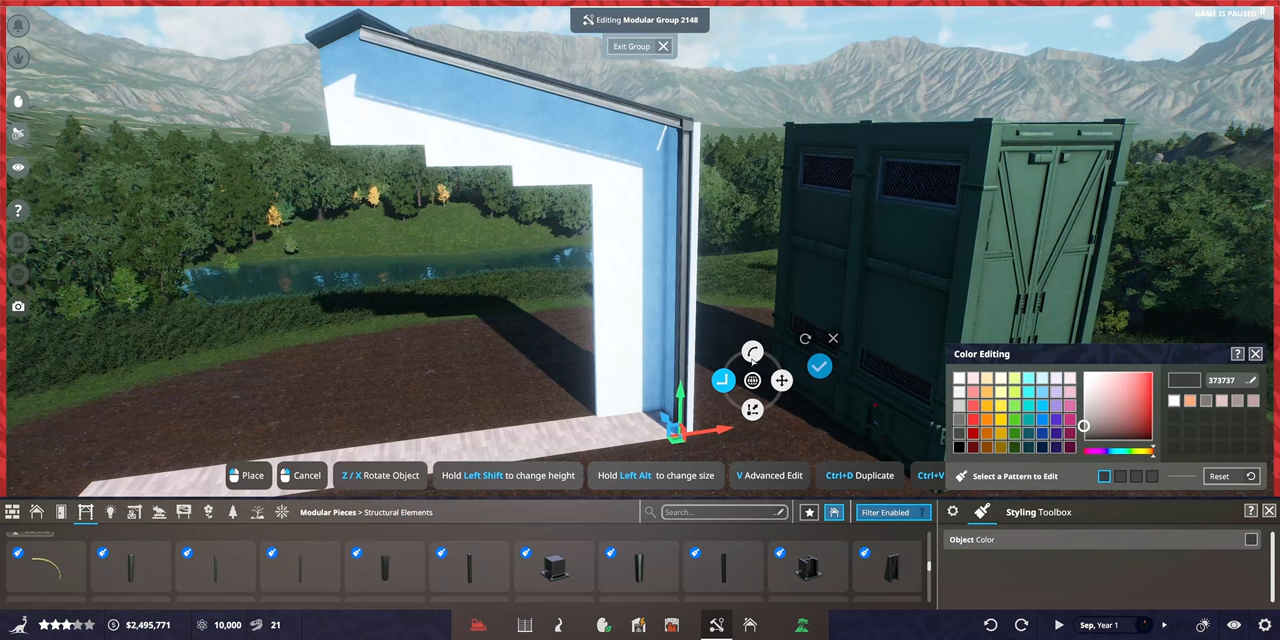 Editing Modular Group 2148
GAME IS PAUSED
Exit Group
Color Editing
?
373737
Select a Pattern to Edit
Reset
Place
Cancel
Z / X Rotate Object
Hold Left Shift to change height
Hold Left Alt to change size
V Advanced Edit
Ctrl+D Duplicate
Ctrl+V
Modular Pieces > Structural Elements
Search...
Filter Enabled
Styling Toolbox
?
Object Color
$2,495,771
10,000
21
Sep, Year 1